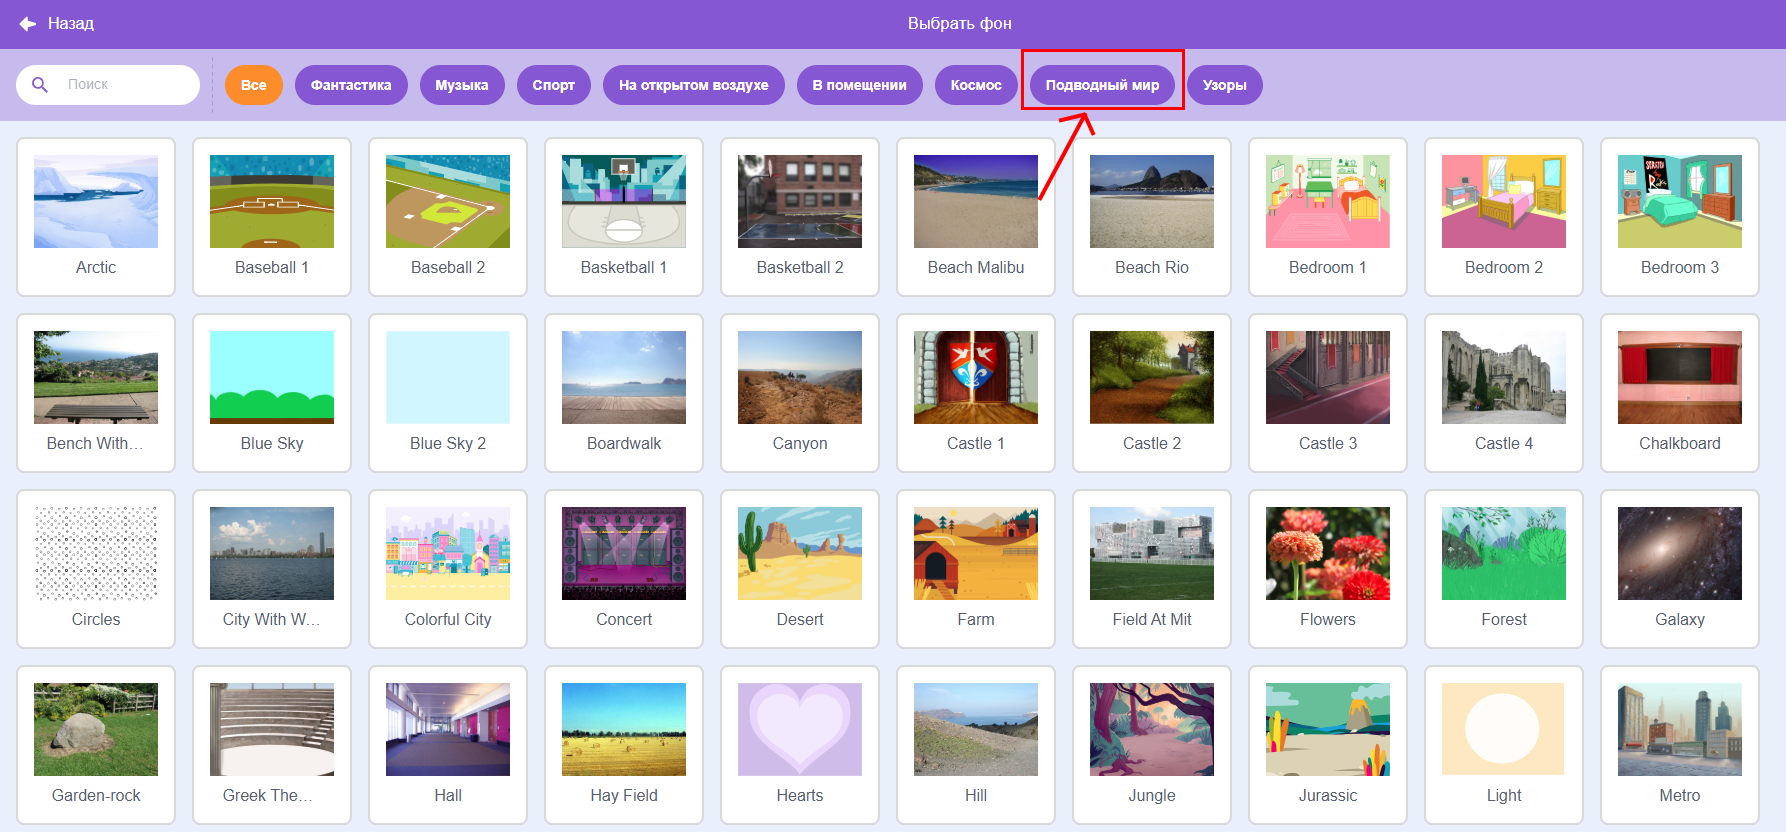 Назад
Выбрать фон
Поиск
Все
Фантастика
Музыка
Спорт
На открытом воздухе
В помещении
Космос
Подводный мир
Узоры
Arctic
Baseball 1
Baseball 2
Basketball 1
Basketball 2
Beach Malibu
Beach Rio
Bedroom 1
Bedroom 2
Bedroom 3
Bench With...
Blue Sky
Blue Sky 2
Boardwalk
Canyon
Castle 1
Castle 2
Castle 3
Castle 4
Chalkboard
Circles
City With W...
Colorful City
Concert
Desert
Farm
Field At Mit
Flowers
Forest
Galaxy
Garden-rock
Greek The...
Hall
Hay Field
Hearts
Hill
Jungle
Jurassic
Light
Metro